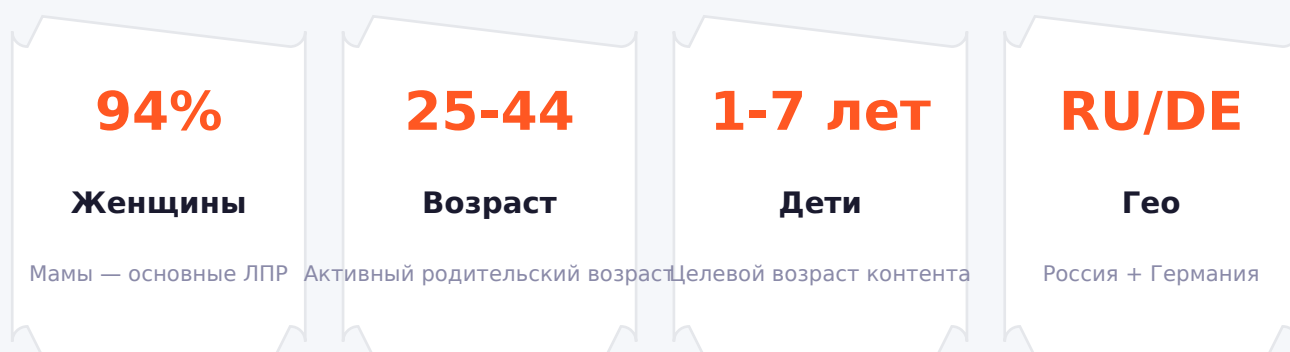 94%
Женщины
Мамы — основные ЛПР
25-44
Возраст
Активный родительский возраст
1-7 лет
Дети
Целевой возраст контента
RU/DE
Гео
Россия + Германия